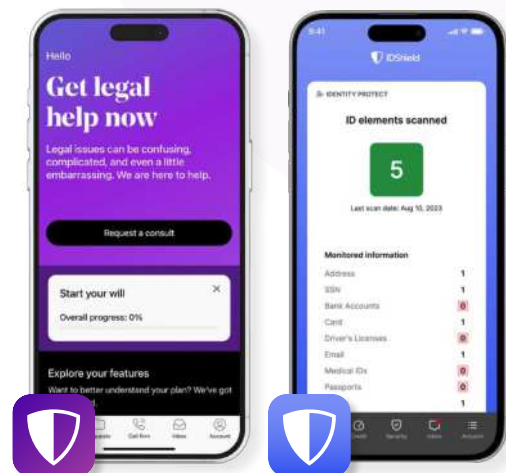 Hello
Get legal
help now
Legal issues can be confusing,
complicated, and even a little
embarrassing. We are here to help.
Request a consult
Start your will
Overall progress: 0%
Explore your features
Want to better understand your plan? We've got
Call firm
Inbox
Account
9:41
IDShield
IDENTITY PROTECT
ID elements scanned
5
Last scan date: Aug 10, 2023
Monitored information
Address 1
SSN 1
Bank Accounts 0
Card 1
Driver's Licenses 0
Email 1
Medical IDs 0
Passports 0
1
Credit
Security
Inbox
Account